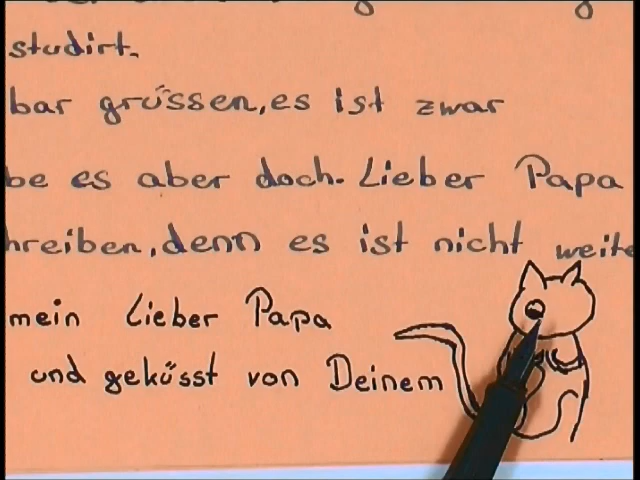 studirt.
bar grüssen, es ist zwar
be es aber doch. Lieber Papa
hreiben, denn es ist nicht weite
mein Lieber Papa
und geküsst von Deinem